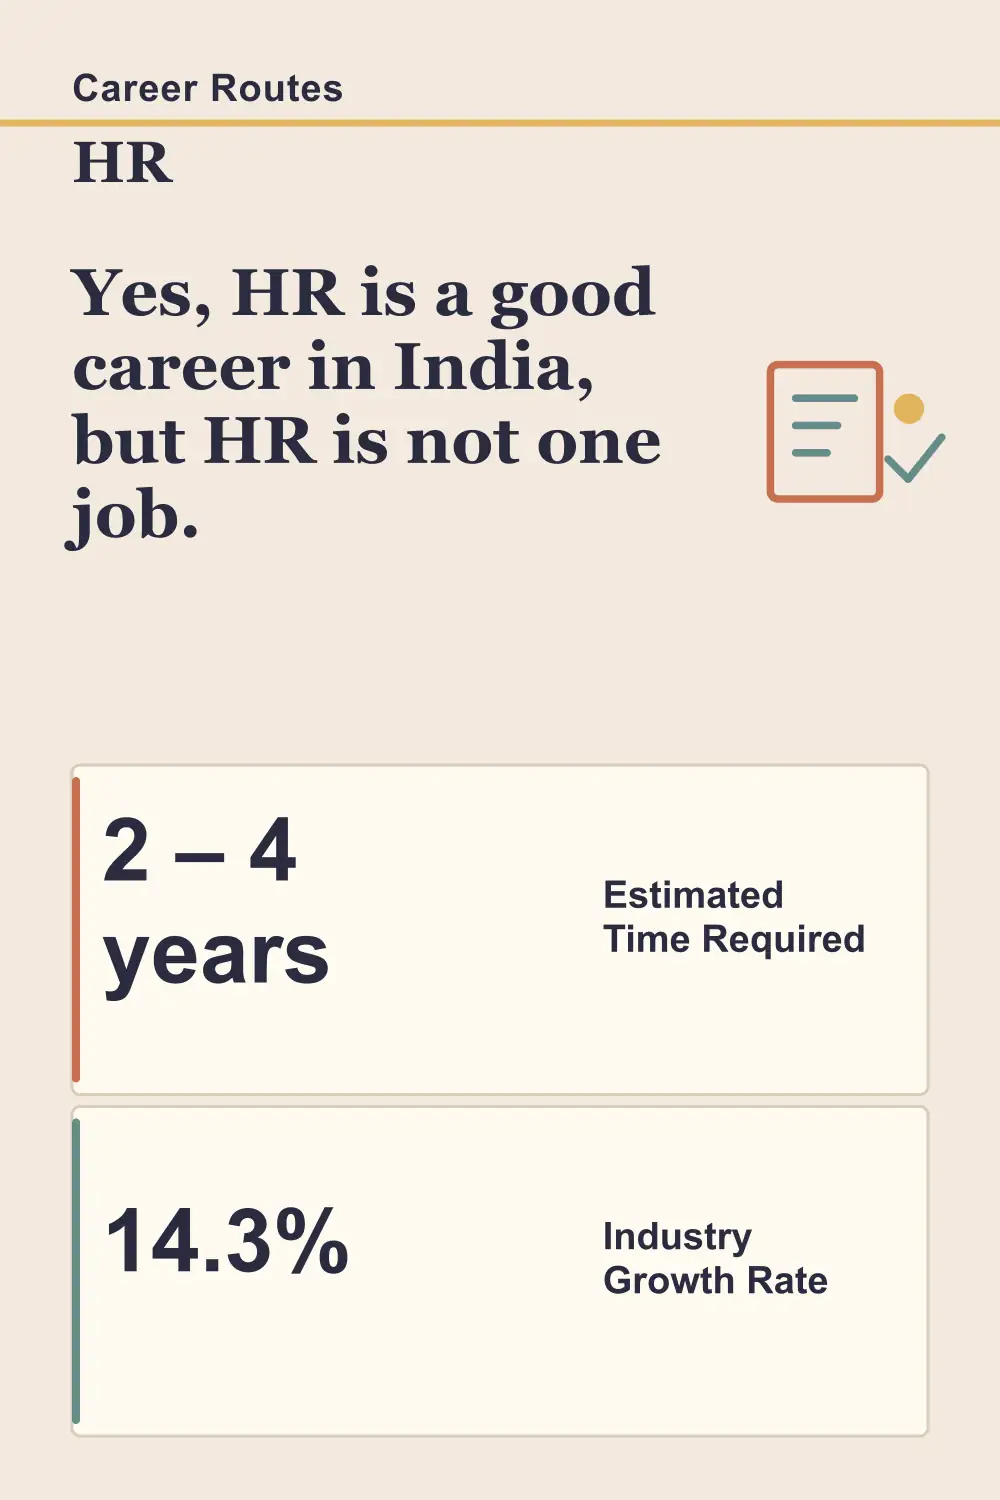 Career Routes
HR
Yes, HR is a good
career in India,
but HR is not one
job.
2 – 4
years
Estimated
Time Required
14.3%
Industry
Growth Rate